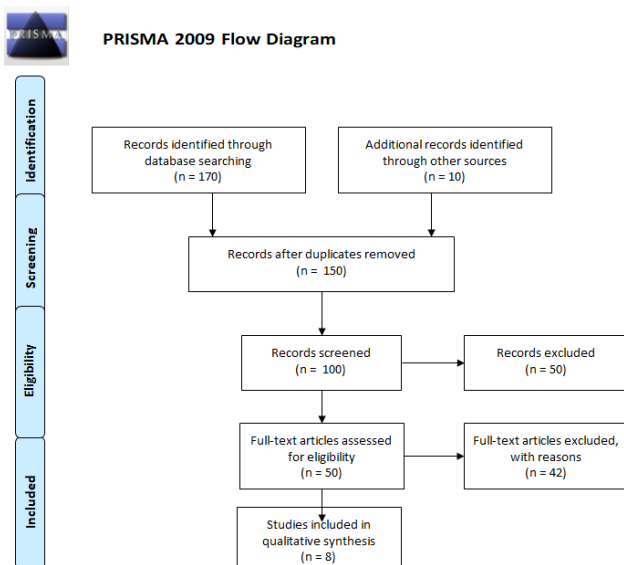 PRISMA
PRISMA 2009 Flow Diagram
Identification
Records identified through
database searching
(n = 170)
Additional records identified
through other sources
(n = 10)
Screening
Records after duplicates removed
(n = 150)
Eligibility
Records screened
(n = 100)
Records excluded
(n = 50)
Full-text articles assessed
for eligibility
(n = 50)
Full-text articles excluded,
with reasons
(n = 42)
Included
Studies included in
qualitative synthesis
(n = 8)